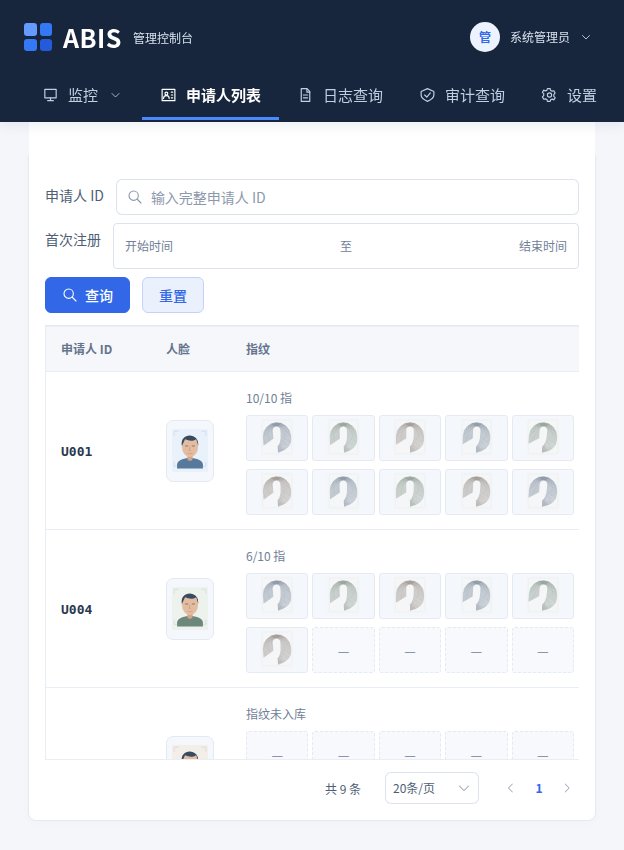 ABIS 管理控制台 管 系统管理员
监控 申请人列表 日志查询 审计查询 设置
申请人 ID 输入完整申请人 ID
首次注册 开始时间 至 结束时间
查询 重置
申请人 ID 人脸 指纹
10/10 指
U001
6/10 指
U004
— — — —
指纹未入库
— — — — —
共 9 条 20条/页 1